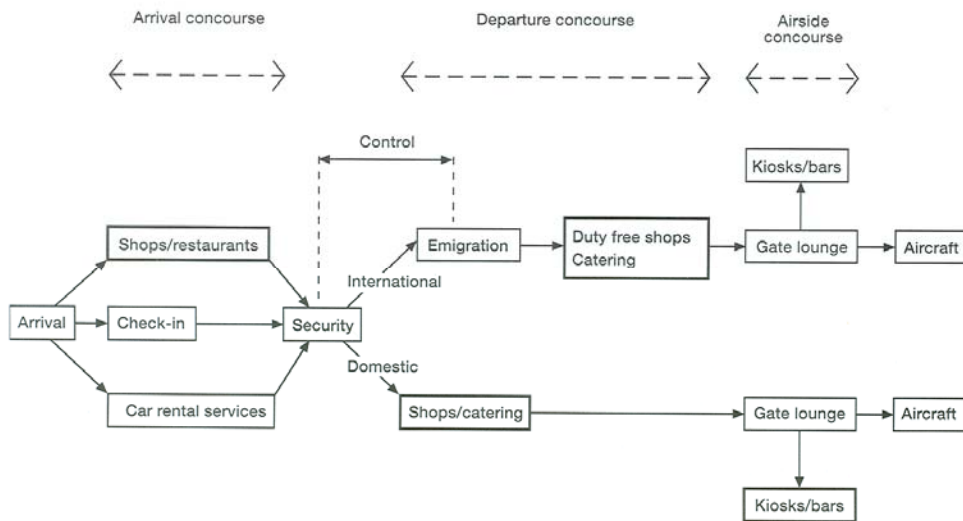 Arrival concourse
Departure concourse
Airside
concourse
Control
Kiosks/bars
Shops/restaurants
Emigration
Duty free shops
Catering
Gate lounge
Aircraft
International
Arrival
Check-in
Security
Domestic
Car rental services
Shops/catering
Gate lounge
Aircraft
Kiosks/bars